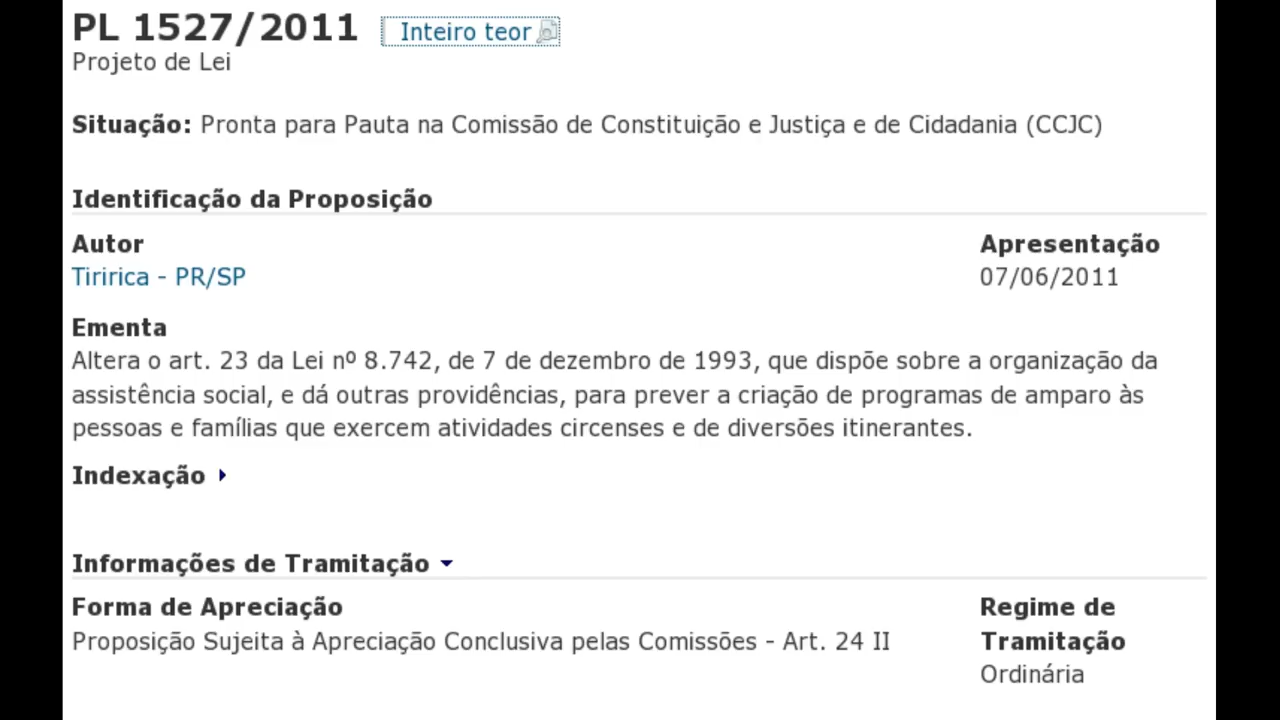 PL 1527/2011 Inteiro teor
Projeto de Lei
Situação: Pronta para Pauta na Comissão de Constituição e Justiça e de Cidadania (CCJC)
Identificação da Proposição
Autor
Tiririca - PR/SP
Apresentação
07/06/2011
Ementa
Altera o art. 23 da Lei nº 8.742, de 7 de dezembro de 1993, que dispõe sobre a organização da
assistência social, e dá outras providências, para prever a criação de programas de amparo às
pessoas e famílias que exercem atividades circenses e de diversões itinerantes.
Indexação
Informações de Tramitação
Forma de Apreciação
Proposição Sujeita à Apreciação Conclusiva pelas Comissões - Art. 24 II
Regime de
Tramitação
Ordinária